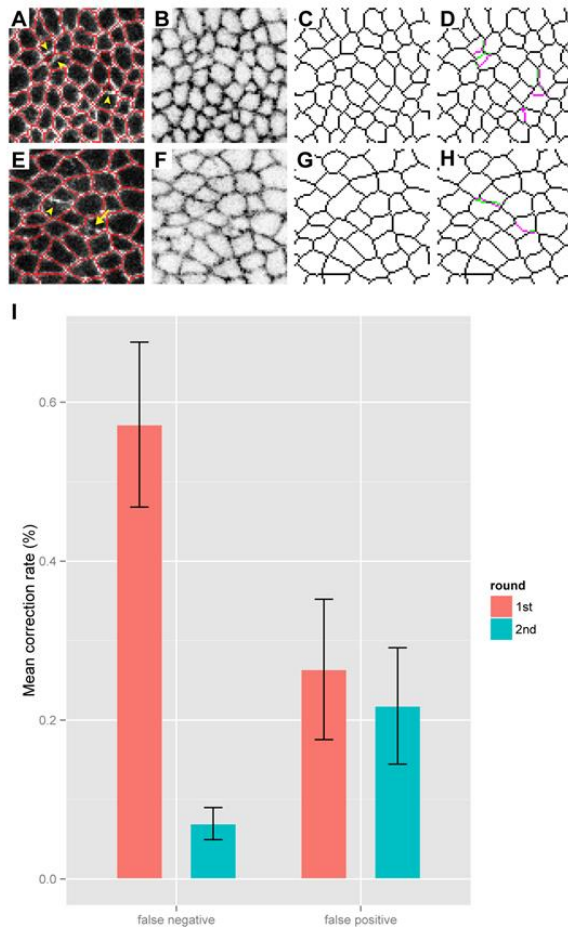 A B C D
E F G H
I
0.6
0.4
0.2
0.0
Mean correction rate (%)
false negative false positive
round
1st
2nd